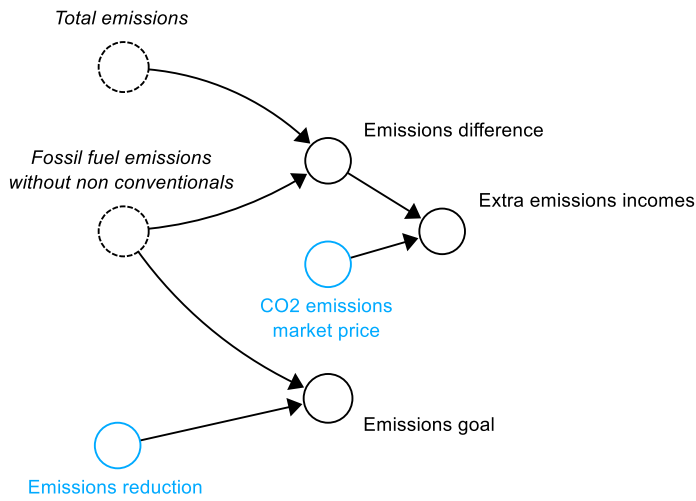 Total emissions
Fossil fuel emissions
without non conventionals
Emissions difference
Extra emissions incomes
CO2 emissions
market price
Emissions goal
Emissions reduction